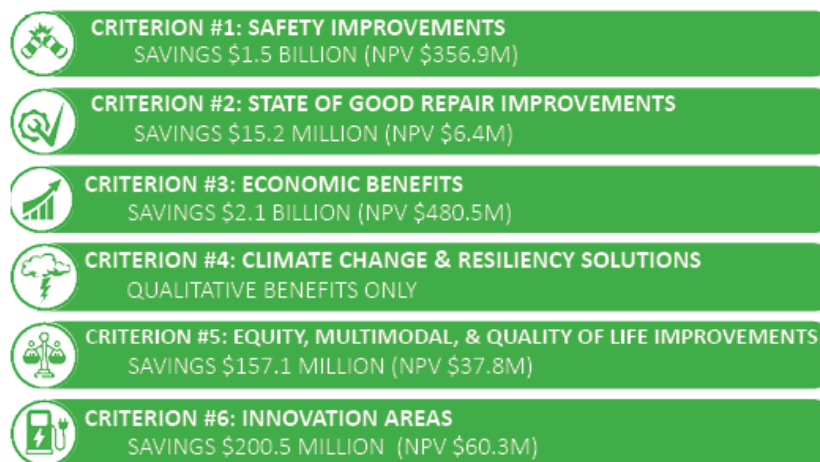 CRITERION #1: SAFETY IMPROVEMENTS
SAVINGS $1.5 BILLION (NPV $356.9M)
CRITERION #2: STATE OF GOOD REPAIR IMPROVEMENTS
SAVINGS $15.2 MILLION (NPV $6.4M)
CRITERION #3: ECONOMIC BENEFITS
SAVINGS $2.1 BILLION (NPV $480.5M)
CRITERION #4: CLIMATE CHANGE & RESILIENCY SOLUTIONS
QUALITATIVE BENEFITS ONLY
CRITERION #5: EQUITY, MULTIMODAL, & QUALITY OF LIFE IMPROVEMENTS
SAVINGS $157.1 MILLION (NPV $37.8M)
CRITERION #6: INNOVATION AREAS
SAVINGS $200.5 MILLION (NPV $60.3M)